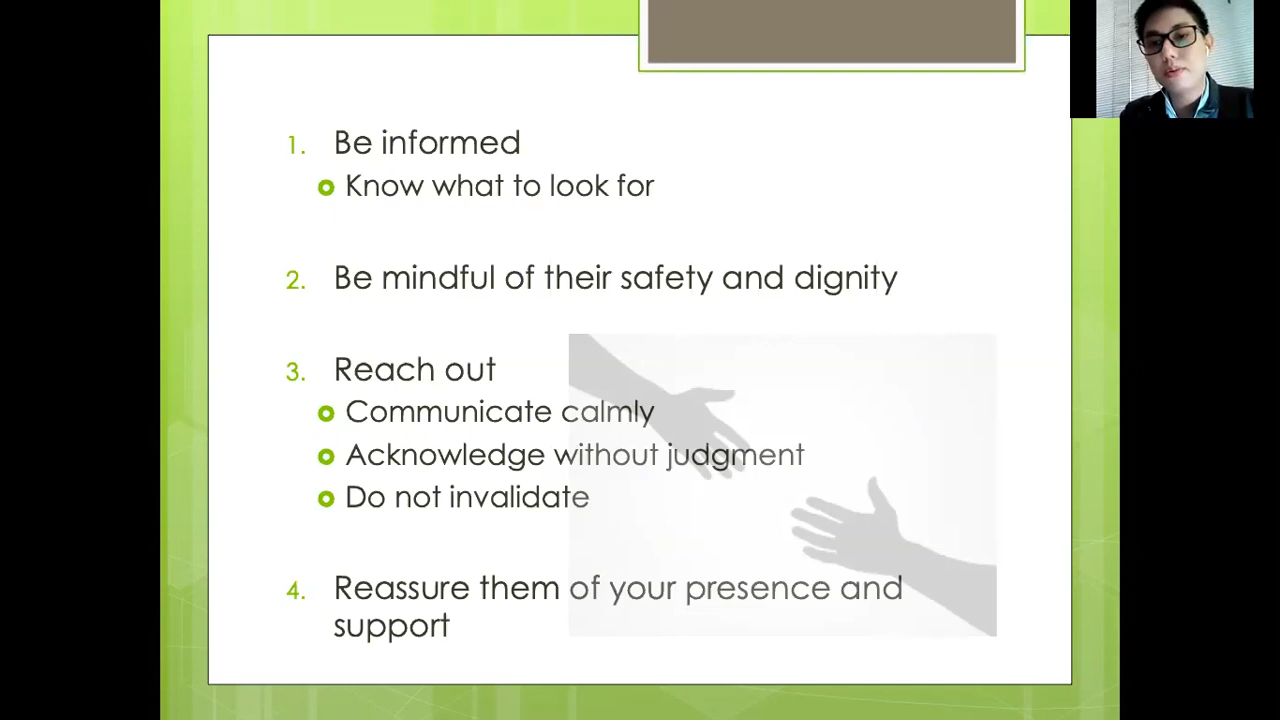 1. Be informed
Know what to look for
2. Be mindful of their safety and dignity
3. Reach out
Communicate calmly
Acknowledge without judgment
Do not invalidate
4. Reassure them of your presence and
support